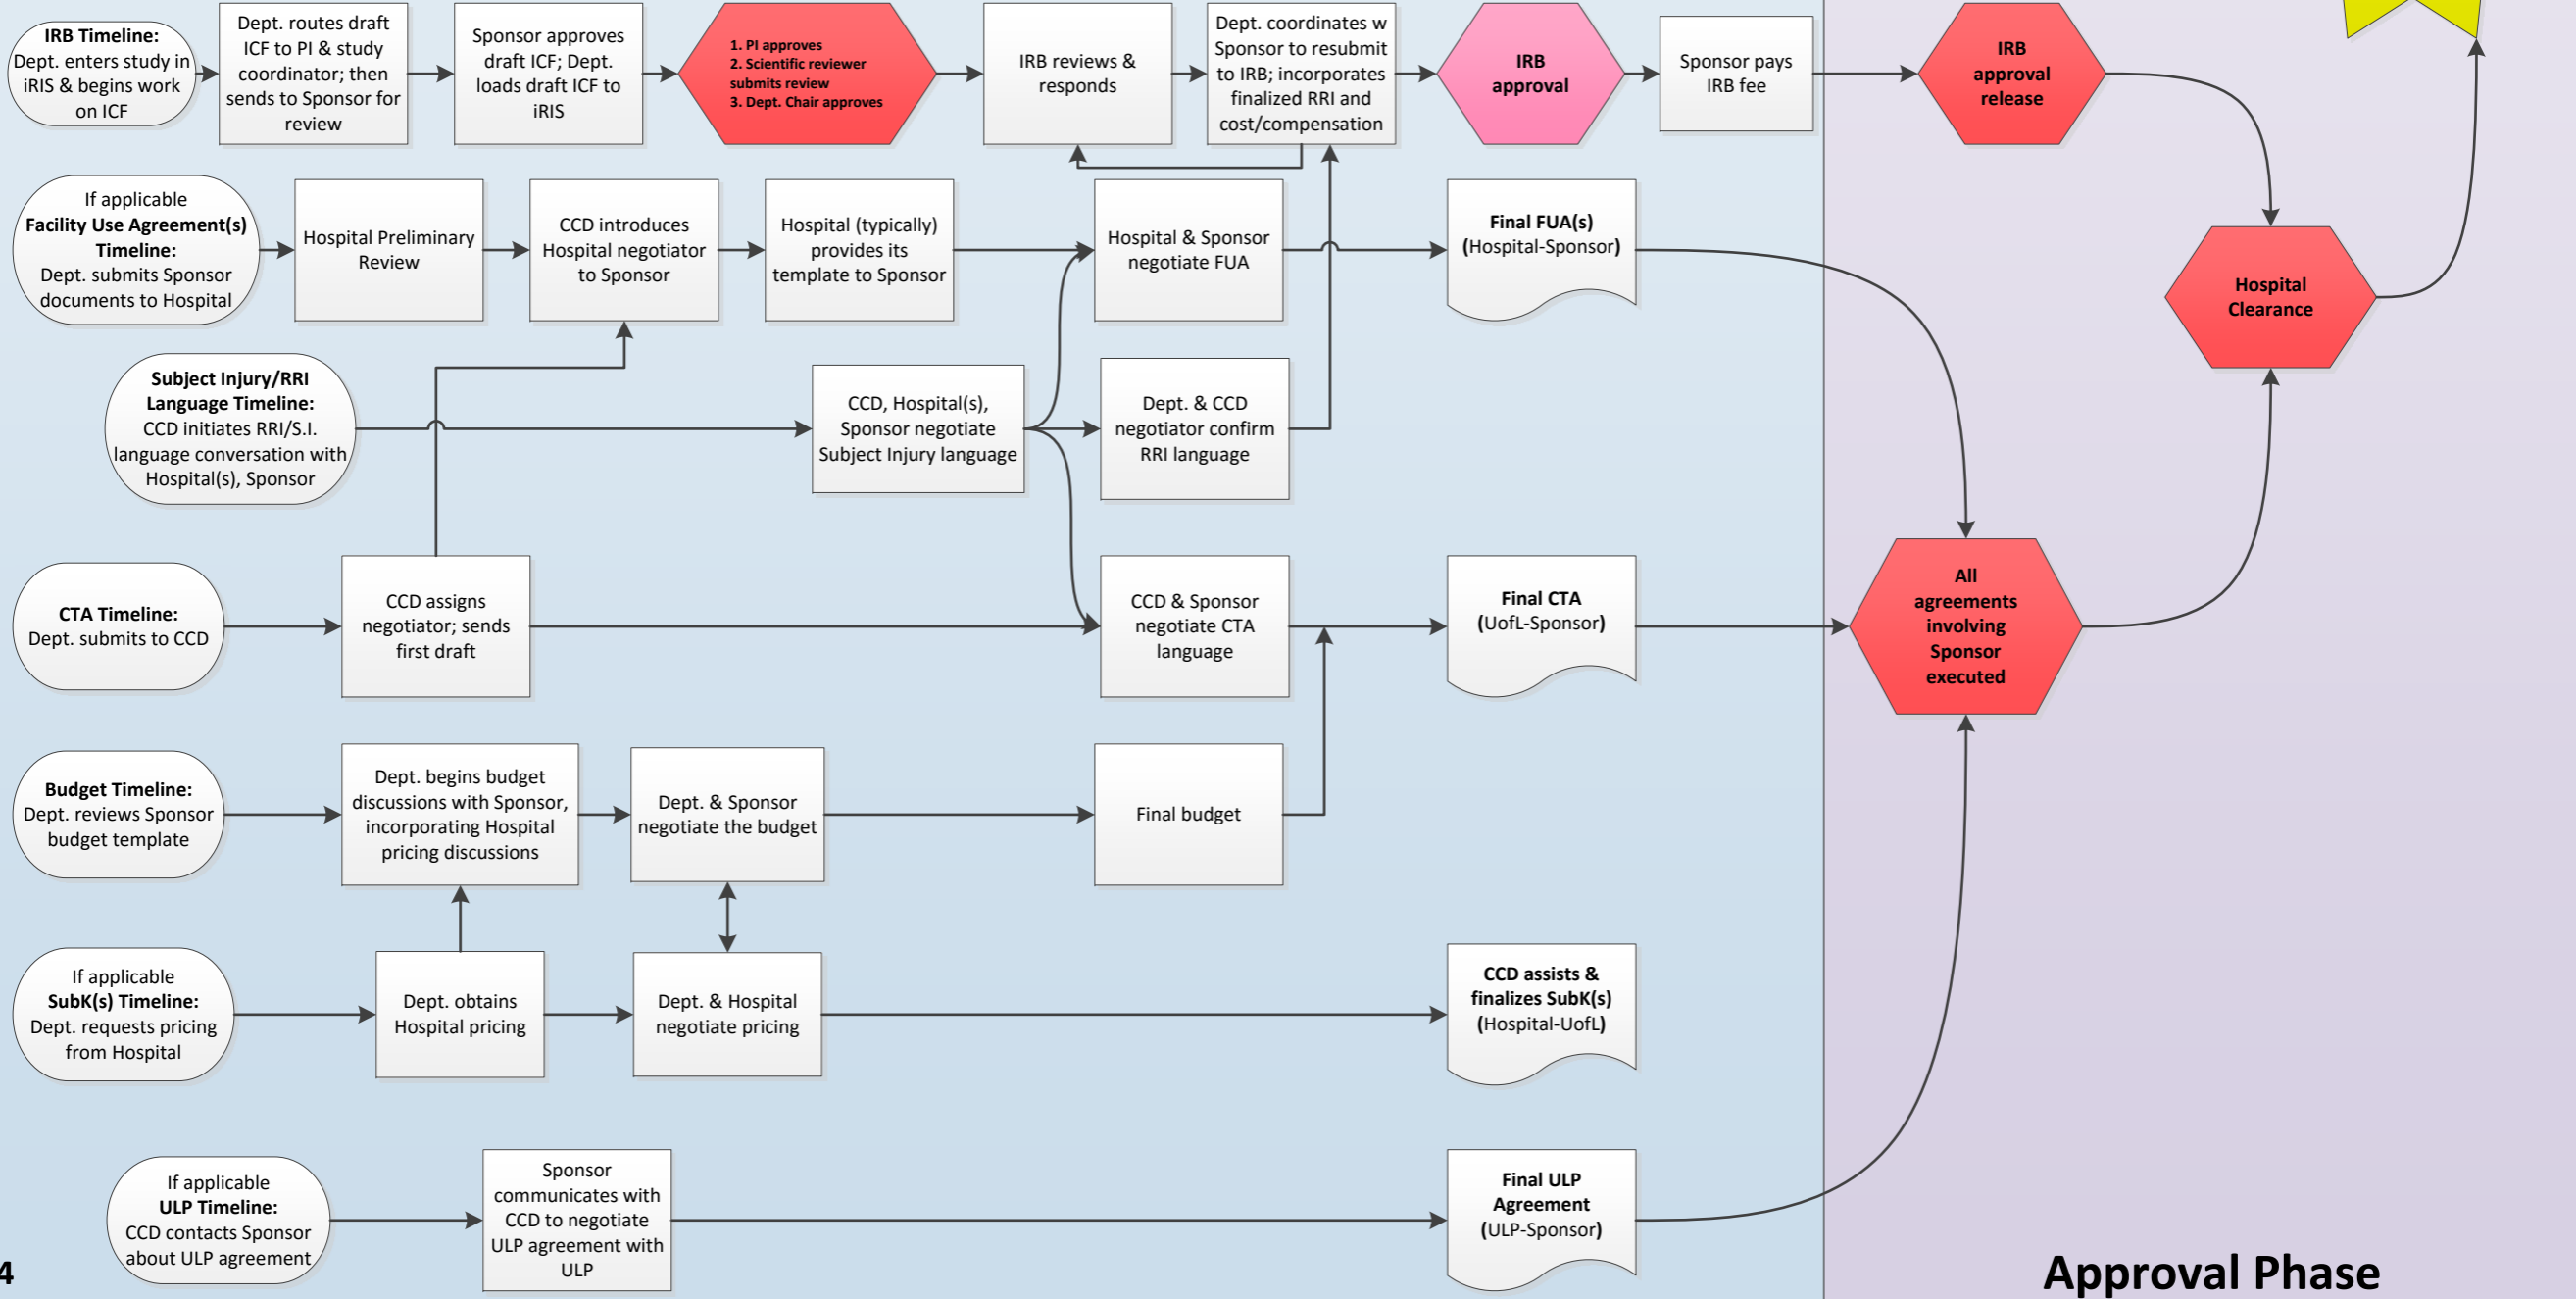 IRB Timeline:
Dept. enters study in
iRIS & begins work
on ICF
Dept. routes draft
ICF to PI & study
coordinator; then
sends to Sponsor for
review
Sponsor approves
draft ICF; Dept.
loads draft ICF to
iRIS
1. PI approves
2. Scientific reviewer
submits review
3. Dept. Chair approves
IRB reviews &
responds
Dept. coordinates w
Sponsor to resubmit
to IRB; incorporates
finalized RRI and
cost/compensation
IRB
approval
Sponsor pays
IRB fee
IRB
approval
release
If applicable
Facility Use Agreement(s)
Timeline:
Dept. submits Sponsor
documents to Hospital
Hospital Preliminary
Review
CCD introduces
Hospital negotiator
to Sponsor
Hospital (typically)
provides its
template to Sponsor
Hospital & Sponsor
negotiate FUA
Final FUA(s)
(Hospital-Sponsor)
Hospital
Clearance
Subject Injury/RRI
Language Timeline:
CCD initiates RRI/S.I.
language conversation with
Hospital(s), Sponsor
CCD, Hospital(s),
Sponsor negotiate
Subject Injury language
Dept. & CCD
negotiator confirm
RRI language
CTA Timeline:
Dept. submits to CCD
CCD assigns
negotiator; sends
first draft
CCD & Sponsor
negotiate CTA
language
Final CTA
(UofL-Sponsor)
All
agreements
involving
Sponsor
executed
Budget Timeline:
Dept. reviews Sponsor
budget template
Dept. begins budget
discussions with Sponsor,
incorporating Hospital
pricing discussions
Dept. & Sponsor
negotiate the budget
Final budget
If applicable
SubK(s) Timeline:
Dept. requests pricing
from Hospital
Dept. obtains
Hospital pricing
Dept. & Hospital
negotiate pricing
CCD assists &
finalizes SubK(s)
(Hospital-UofL)
If applicable
ULP Timeline:
CCD contacts Sponsor
about ULP agreement
Sponsor
communicates with
CCD to negotiate
ULP agreement with
ULP
Final ULP
Agreement
(ULP-Sponsor)
4
Approval Phase